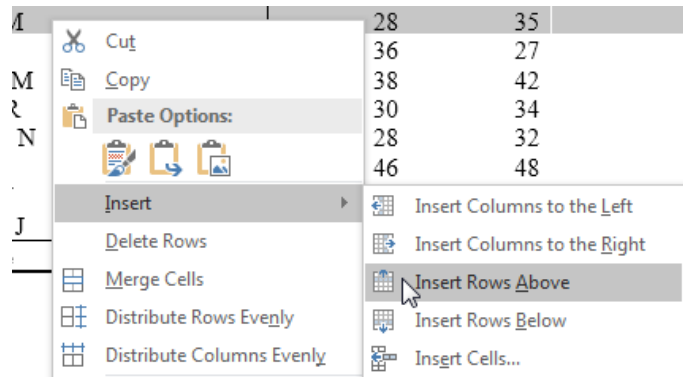 M 28 35
Cut 36 27
M Copy 38 42
R Paste Options: 30 34
N 28 32
46 48
Insert Insert Columns to the Left
J Delete Rows Insert Columns to the Right
Merge Cells Insert Rows Above
Distribute Rows Evenly Insert Rows Below
Distribute Columns Evenly Insert Cells...